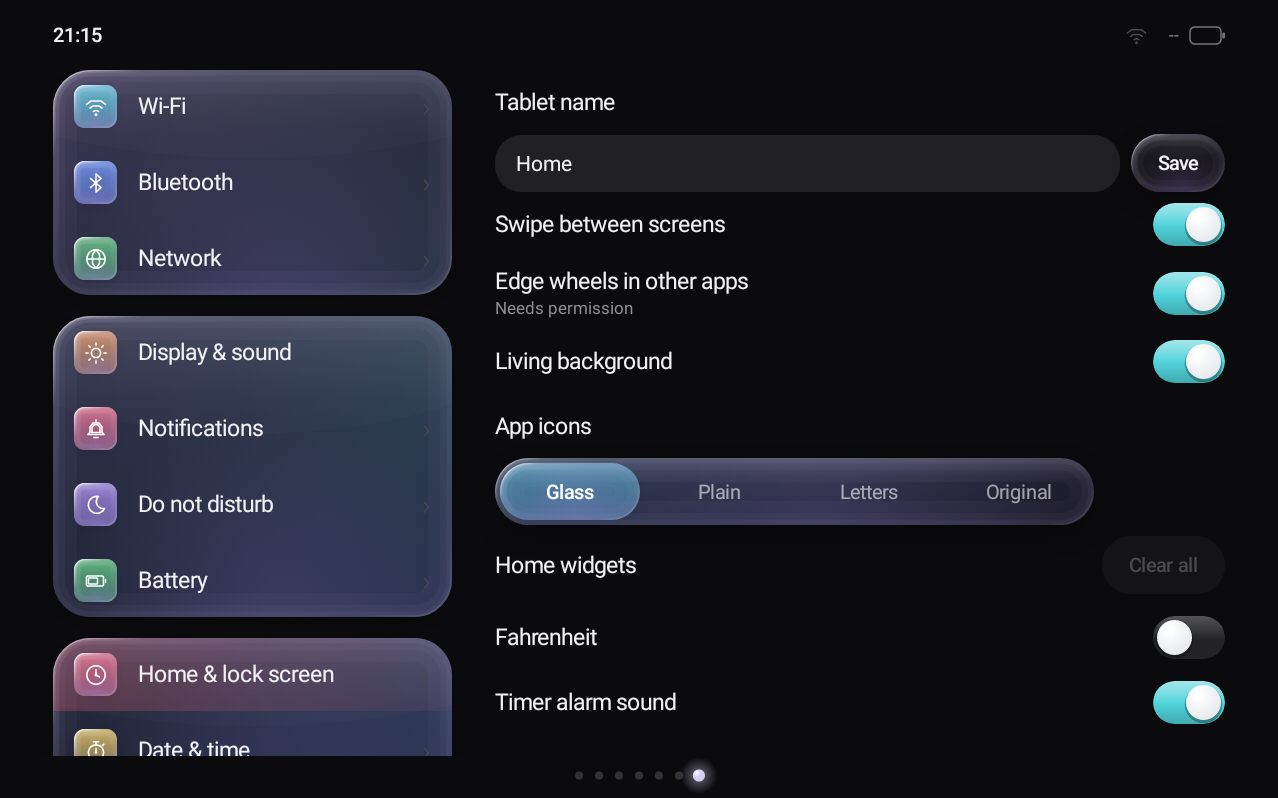 21:15
--
Wi-Fi
Bluetooth
Network
Display & sound
Notifications
Do not disturb
Battery
Home & lock screen
Date & time
Tablet name
Home
Save
Swipe between screens
Edge wheels in other apps
Needs permission
Living background
App icons
Glass Plain Letters Original
Home widgets
Clear all
Fahrenheit
Timer alarm sound